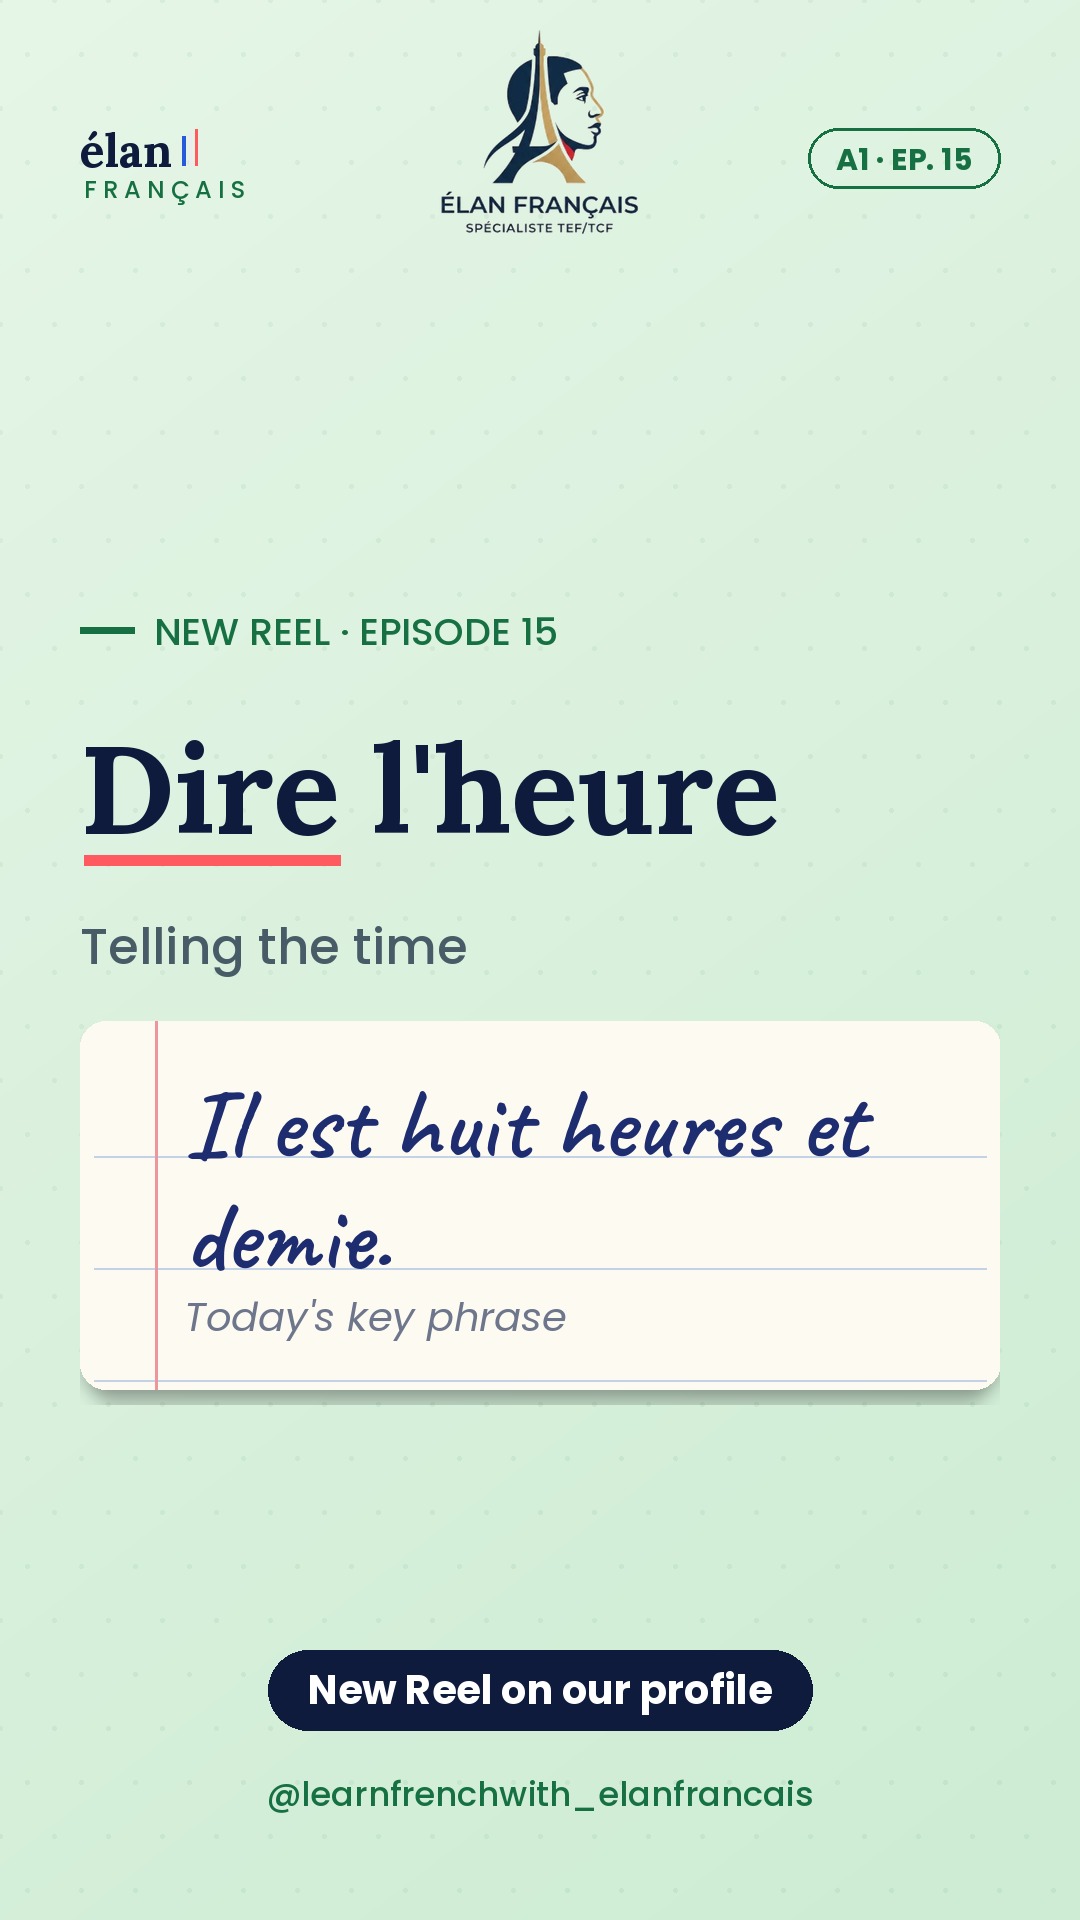 élan
FRANÇAIS
ÉLAN FRANÇAIS
SPÉCIALISTE TEF/TCF
A1 · EP. 15
NEW REEL · EPISODE 15
Dire l'heure
Telling the time
Il est huit heures et
demie.
Today's key phrase
New Reel on our profile
@learnfrenchwith_elanfrancais